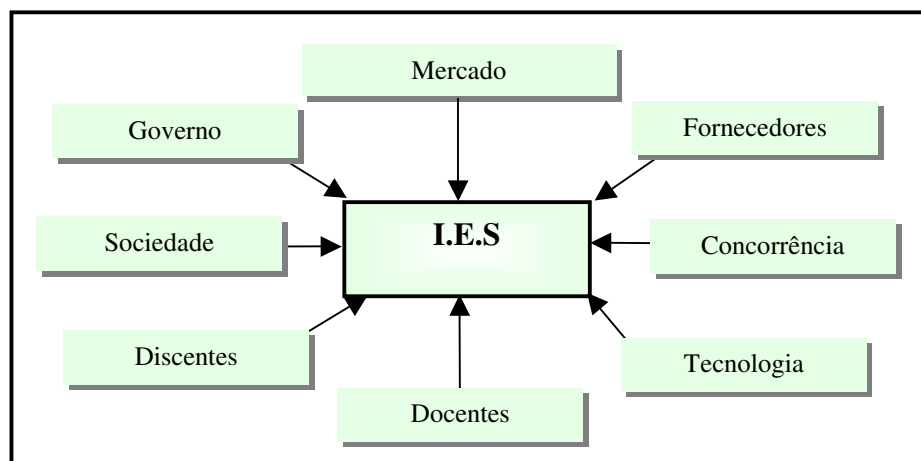 Mercado
Governo
Fornecedores
I.E.S
Sociedade
Concorrência
Discentes
Tecnologia
Docentes